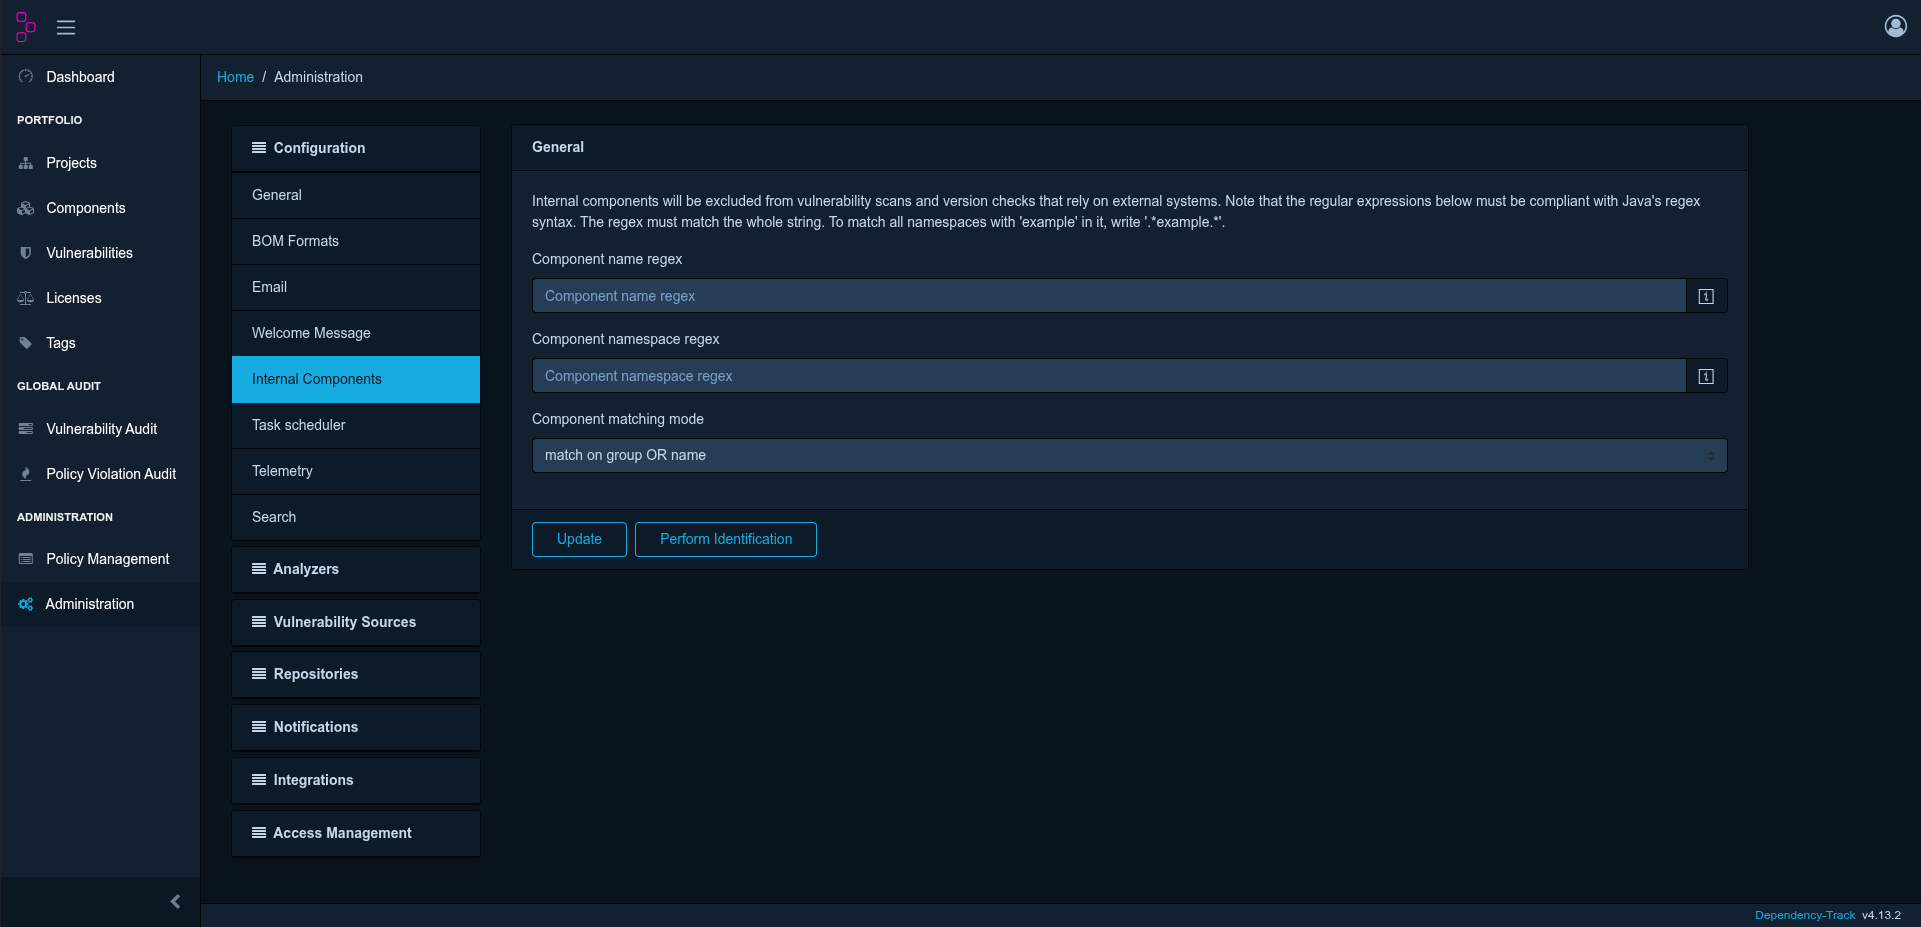 Dashboard
PORTFOLIO
Projects
Components
Vulnerabilities
Licenses
Tags
GLOBAL AUDIT
Vulnerability Audit
Policy Violation Audit
ADMINISTRATION
Policy Management
Administration
Home / Administration
Configuration
General
BOM Formats
Email
Welcome Message
Internal Components
Task scheduler
Telemetry
Search
Analyzers
Vulnerability Sources
Repositories
Notifications
Integrations
Access Management
General
Internal components will be excluded from vulnerability scans and version checks that rely on external systems. Note that the regular expressions below must be compliant with Java's regex
syntax. The regex must match the whole string. To match all namespaces with 'example' in it, write '.*example.*'.
Component name regex
Component name regex
Component namespace regex
Component namespace regex
Component matching mode
match on group OR name
Update Perform Identification
Dependency-Track v4.13.2